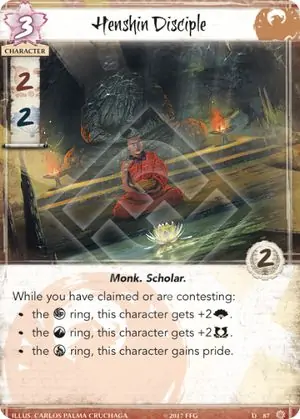 Henshin Disciple
3
CHARACTER
2
2
2
Monk. Scholar.
While you have claimed or are contesting:
• the ring, this character gets +2 .
• the ring, this character gets +2 .
• the ring, this character gains pride.
ILLUS. CARLOS PALMA CRUCHAGA
© 2017 FFG
87